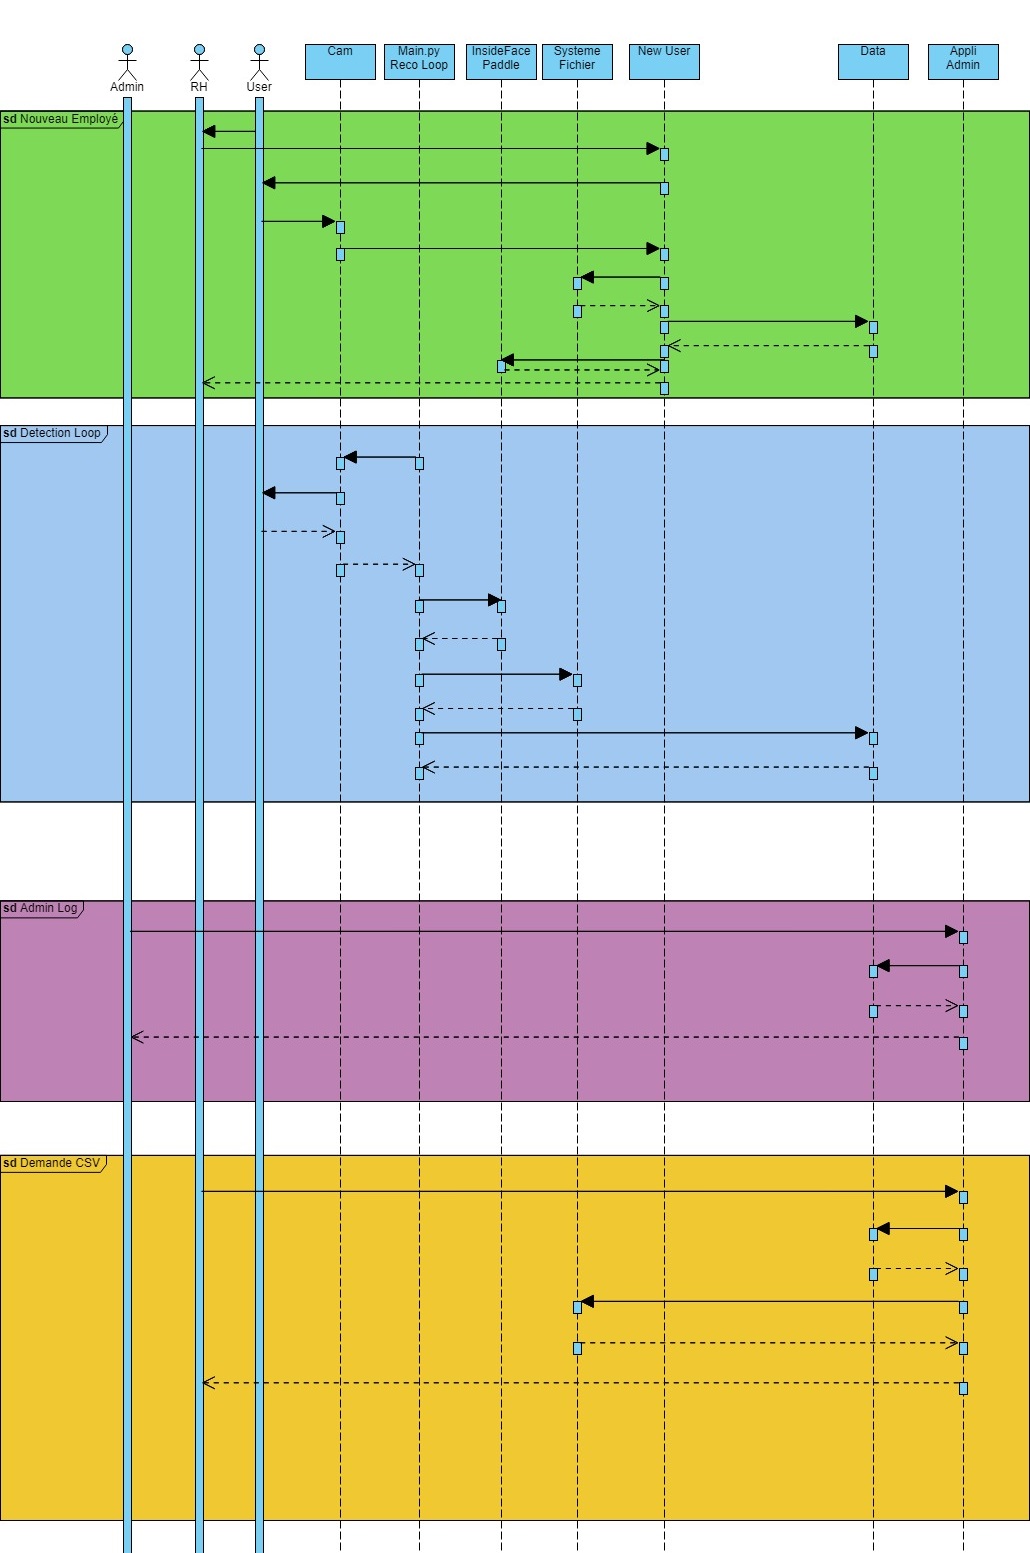 Cam
Main.py
Reco Loop
InsideFace
Paddle
Systeme
Fichier
New User
Data
Appli
Admin
Admin
RH
User
sd Nouveau Employé
sd Detection Loop
sd Admin Log
sd Demande CSV